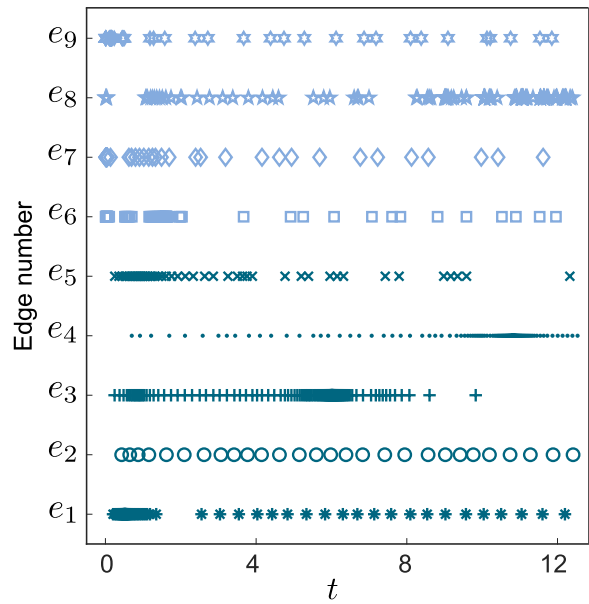 e₉
e₈
e₇
e₆
e₅
e₄
e₃
e₂
e₁
Edge number
0 4 8 12
t